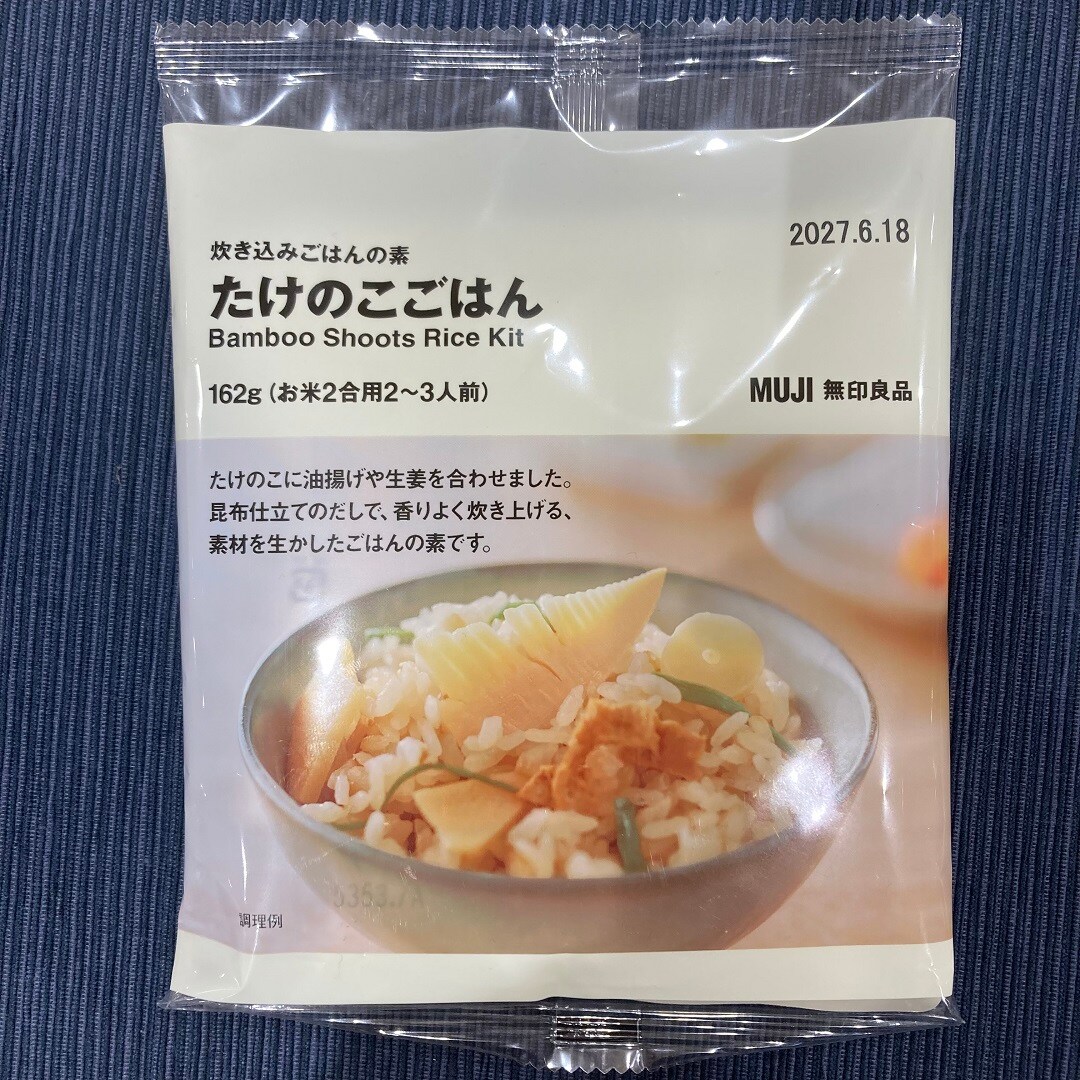 2027.6.18
炊き込みごはんの素
たけのこごはん
Bamboo Shoots Rice Kit
162g (お米2合用2～3人前)
MUJI 無印良品
たけのこに油揚げや生姜を合わせました。
昆布仕立てのだしで、香りよく炊き上げる、
素材を生かしたごはんの素です。
調理例